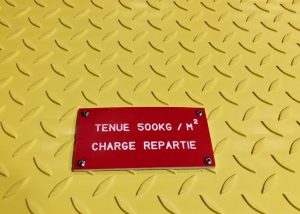 TENUE 500KG / M²
CHARGE REPARTIE